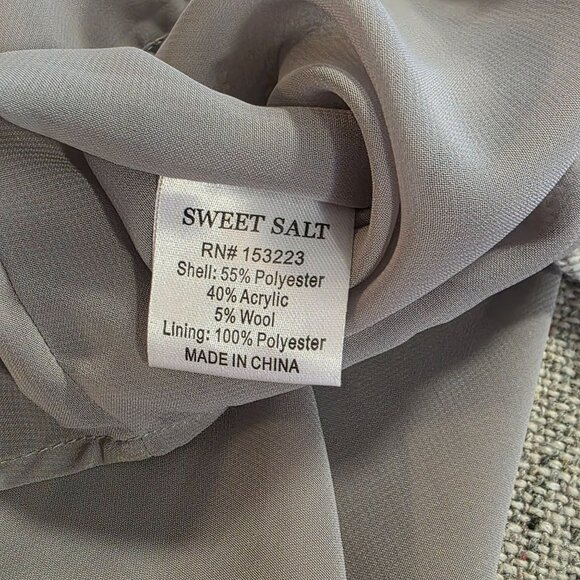 SWEET SALT
RN# 153223
Shell: 55% Polyester
40% Acrylic
5% Wool
Lining: 100% Polyester
MADE IN CHINA